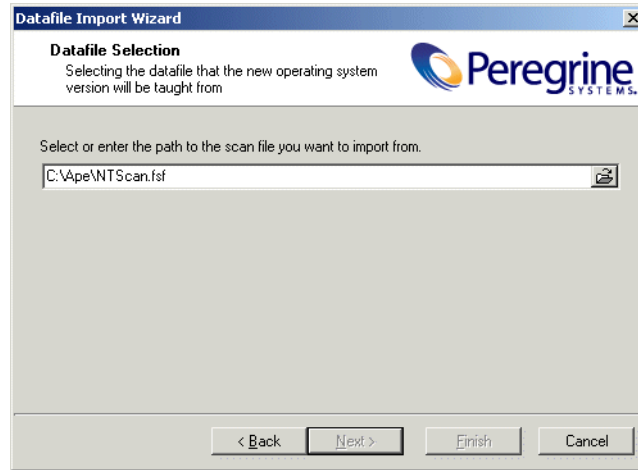 Datafile Import Wizard
Datafile Selection
Selecting the datafile that the new operating system
version will be taught from
Peregrine
SYSTEMS.
Select or enter the path to the scan file you want to import from.
C:\Ape\NTScan.fsf
< Back
Next >
Finish
Cancel